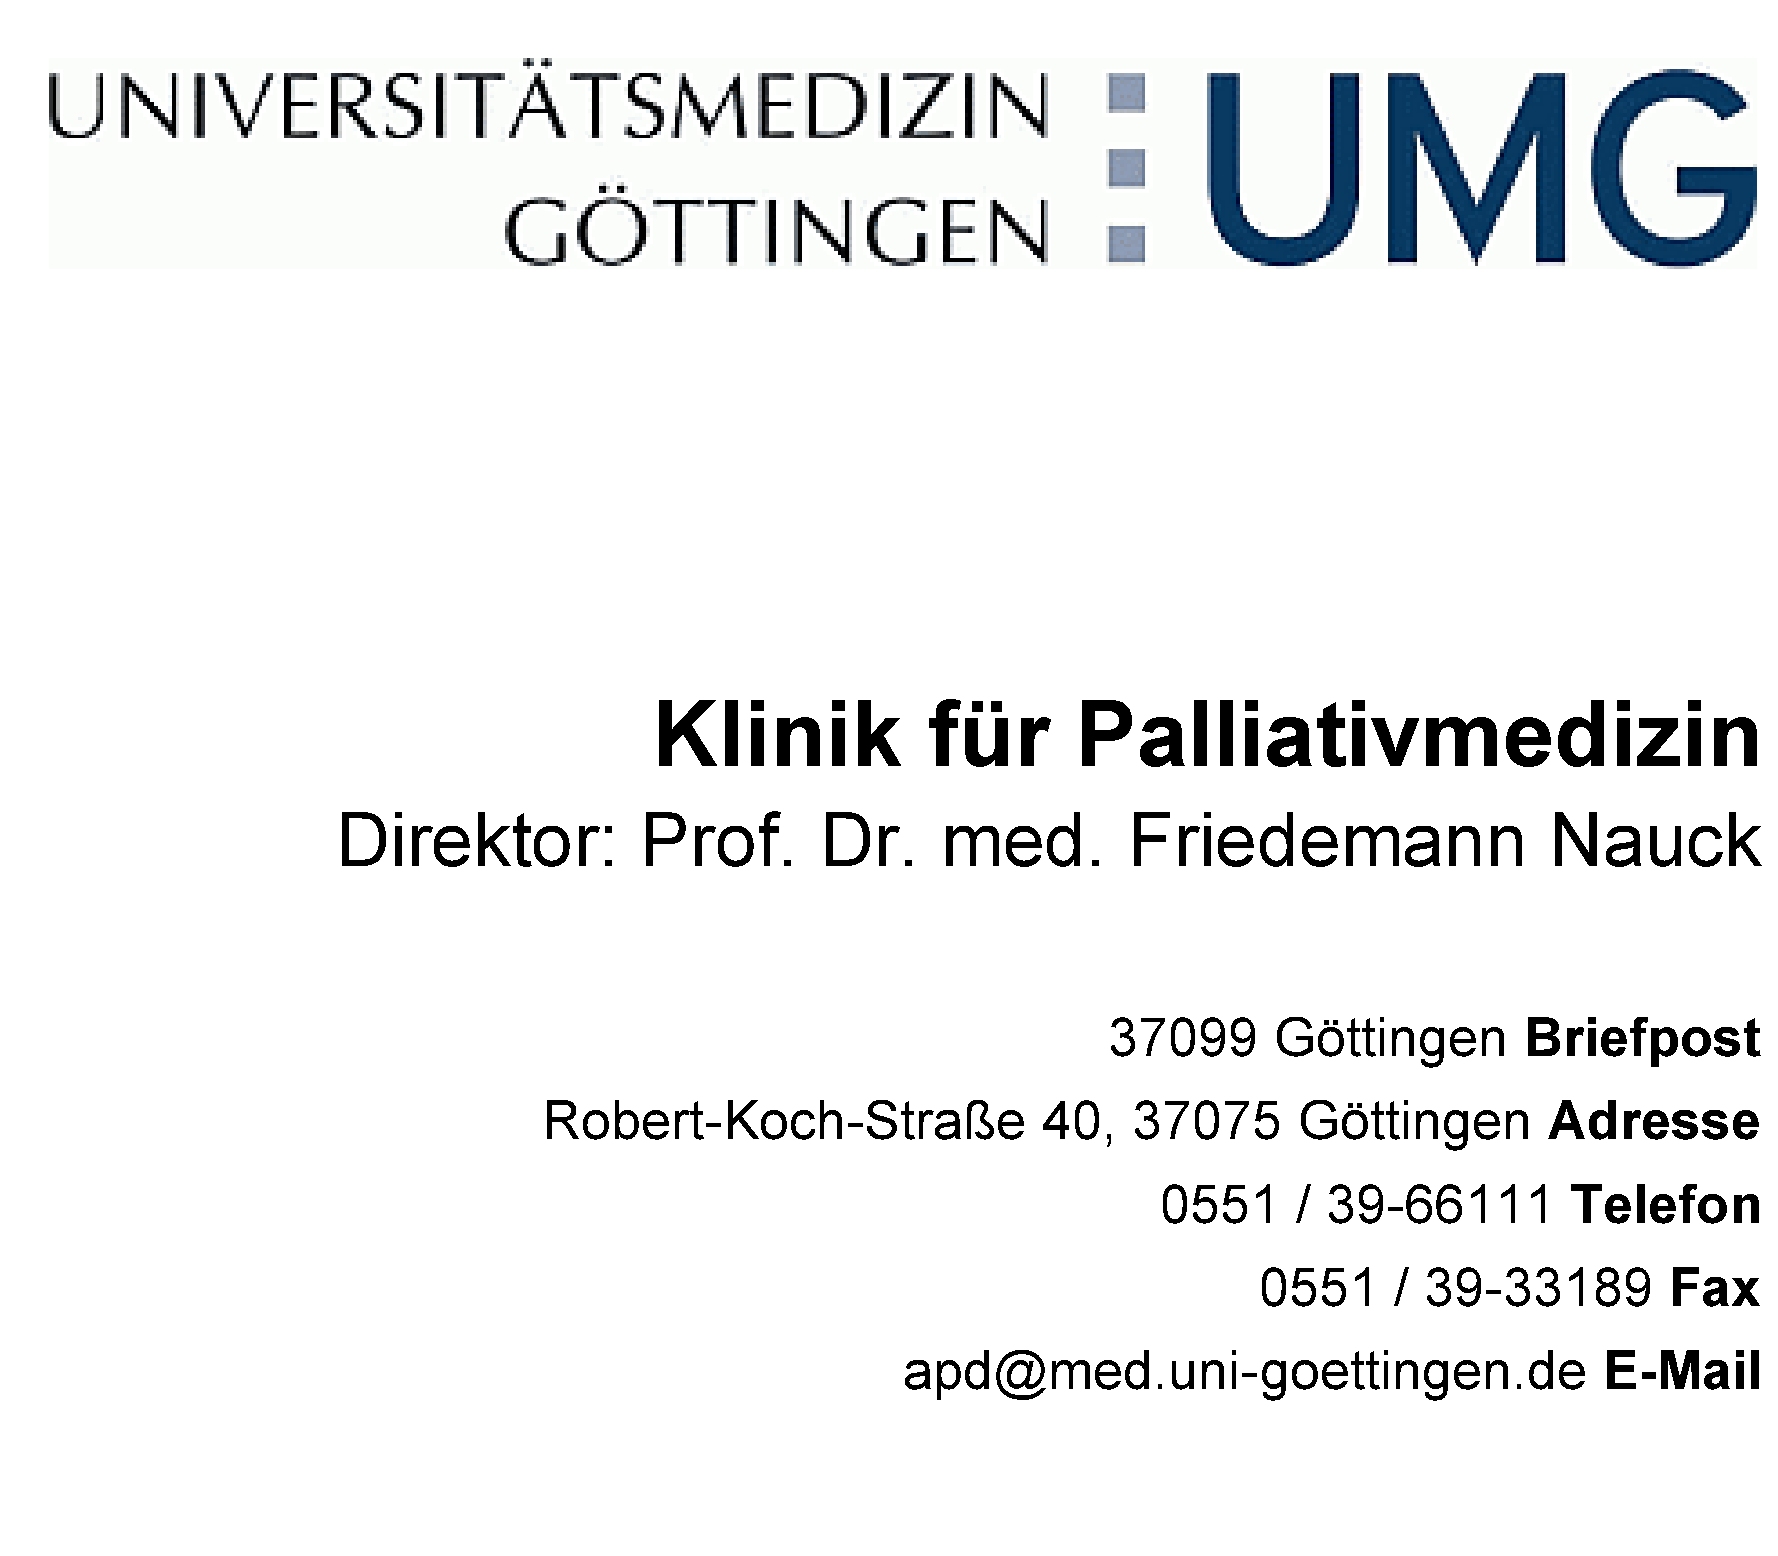 UNIVERSITÄTSMEDIZIN
GÖTTINGEN
UMG
Klinik für Palliativmedizin
Direktor: Prof. Dr. med. Friedemann Nauck
37099 Göttingen Briefpost
Robert-Koch-Straße 40, 37075 Göttingen Adresse
0551 / 39-66111 Telefon
0551 / 39-33189 Fax
apd@med.uni-goettingen.de E-Mail